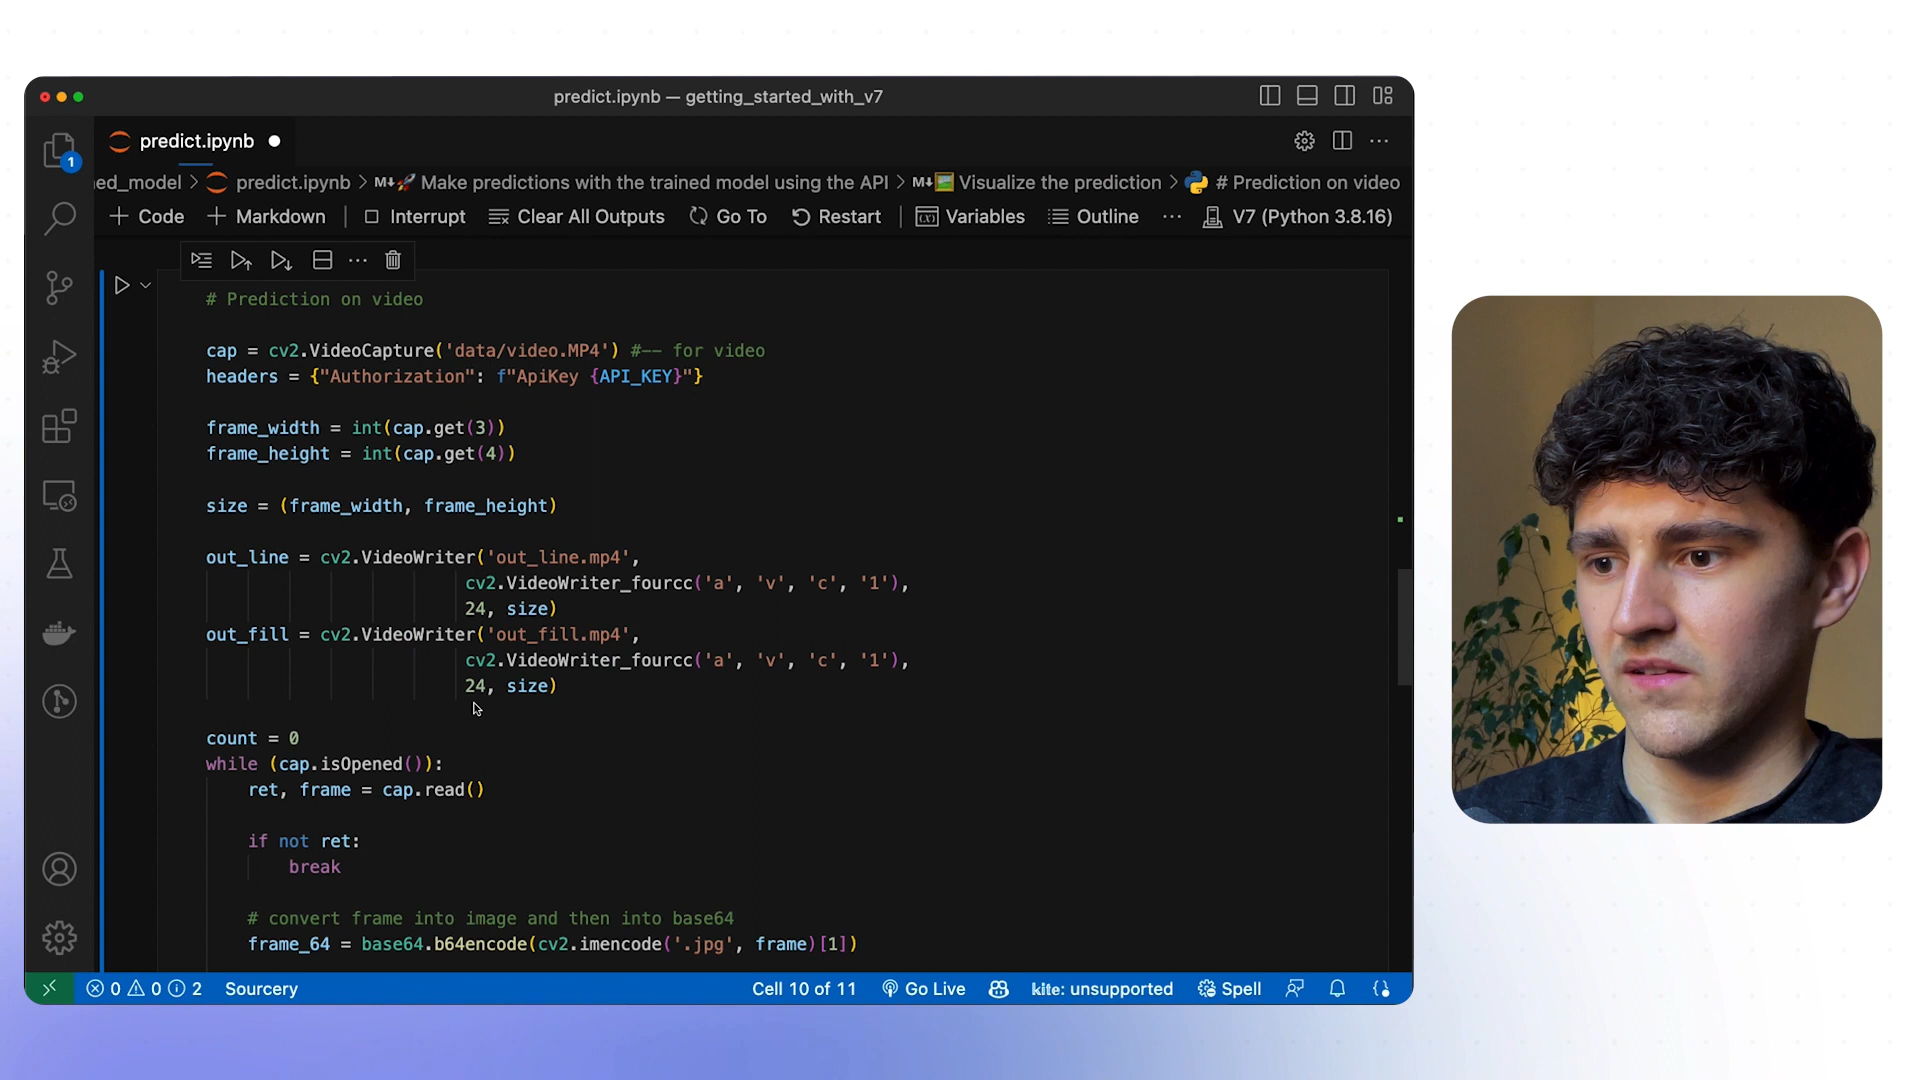 predict.ipynb — getting_started_with_v7
predict.ipynb
ed_model > predict.ipynb > M↓🚀 Make predictions with the trained model using the API > M↓🖼️ Visualize the prediction > # Prediction on video
+ Code + Markdown | Interrupt Clear All Outputs Go To Restart | Variables Outline ··· V7 (Python 3.8.16)
1
# Prediction on video
cap = cv2.VideoCapture('data/video.MP4') #-- for video
headers = {"Authorization": f"ApiKey {API_KEY}"}
frame_width = int(cap.get(3))
frame_height = int(cap.get(4))
size = (frame_width, frame_height)
out_line = cv2.VideoWriter('out_line.mp4',
cv2.VideoWriter_fourcc('a', 'v', 'c', '1'),
24, size)
out_fill = cv2.VideoWriter('out_fill.mp4',
cv2.VideoWriter_fourcc('a', 'v', 'c', '1'),
24, size)
count = 0
while (cap.isOpened()):
ret, frame = cap.read()
if not ret:
break
# convert frame into image and then into base64
frame_64 = base64.b64encode(cv2.imencode('.jpg', frame)[1])
0 0 2 Sourcery Cell 10 of 11 Go Live kite: unsupported Spell